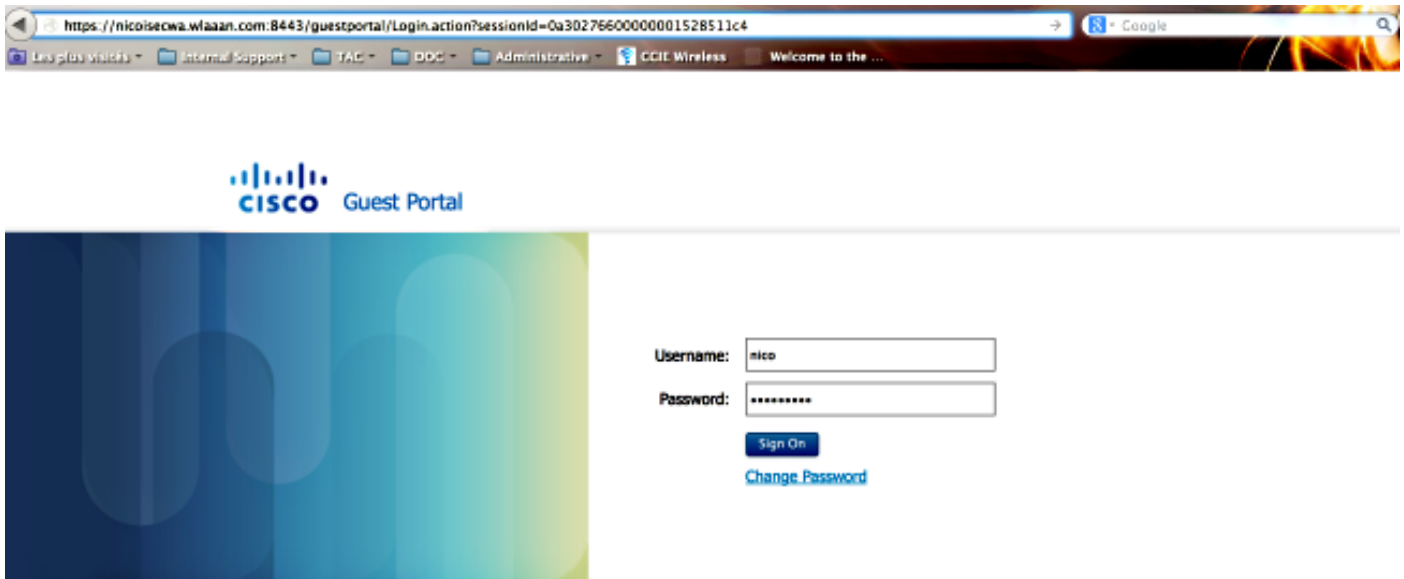 https://nicoisecwa.wlaaan.com:8443/guestportal/Login.action?sessionId=0a30276600000001528511c4
Google
Les plus visités Internal Support TAC DOC Administrative CCIE Wireless Welcome to the ...
CISCO Guest Portal
Username: nico
Password: •••••••••
Sign On
Change Password